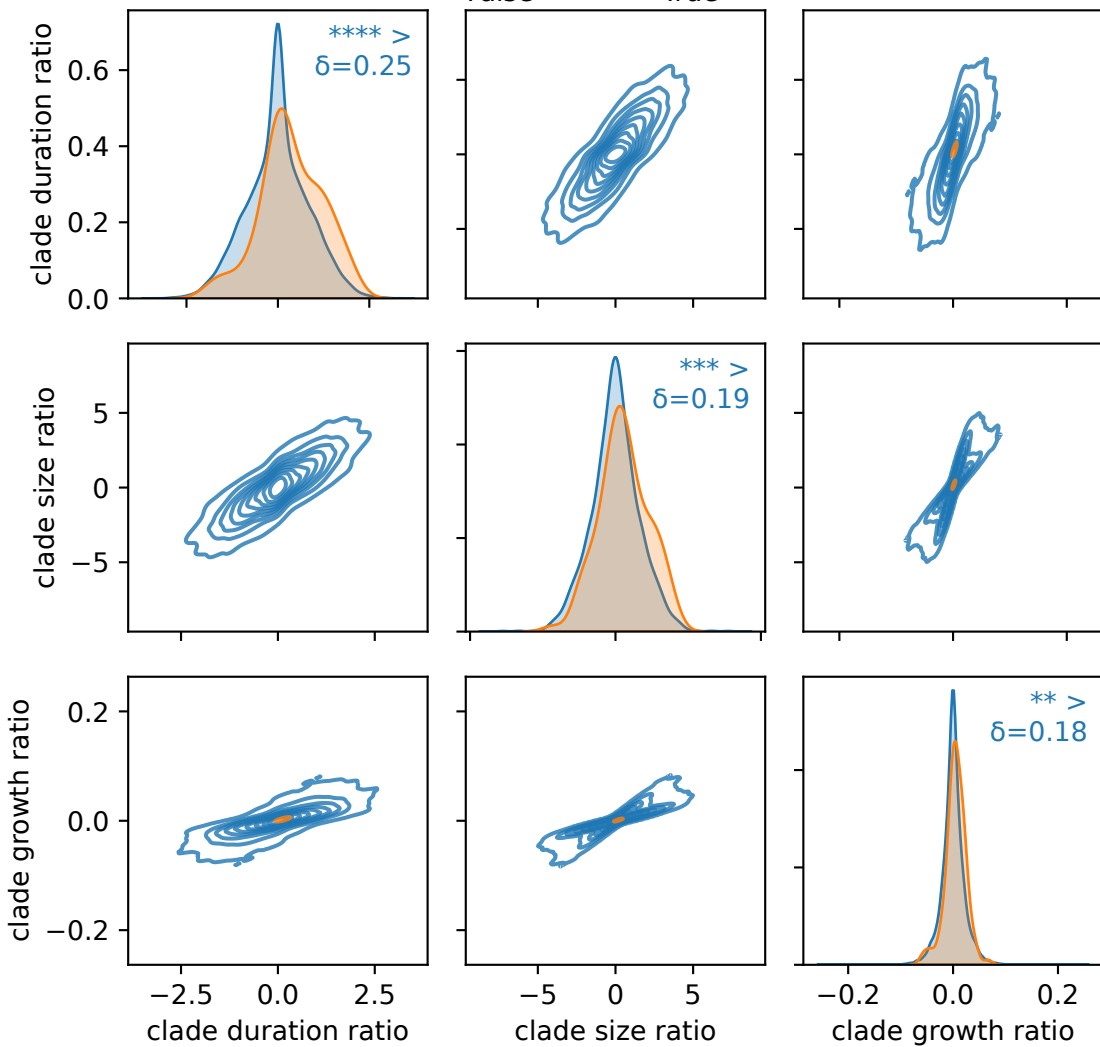 clade duration ratio
0.6
0.4
0.2
0.0
**** >
δ=0.25
clade size ratio
5
0
−5
*** >
δ=0.19
clade growth ratio
0.2
0.0
−0.2
** >
δ=0.18
−2.5 0.0 2.5
clade duration ratio
−5 0 5
clade size ratio
−0.2 0.0 0.2
clade growth ratio